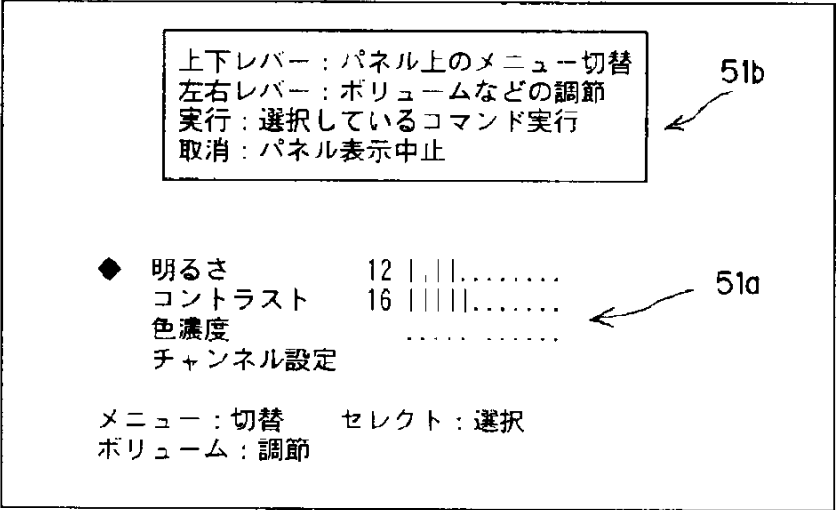 上下レバー：パネル上のメニュー切替
左右レバー：ボリュームなどの調節
実行：選択しているコマンド実行
取消：パネル表示中止
51b
◆ 明るさ 12 |.||........
コントラスト 16 |||||.......
51a
色濃度 ..... ......
チャンネル設定
メニュー：切替 セレクト：選択
ボリューム：調節